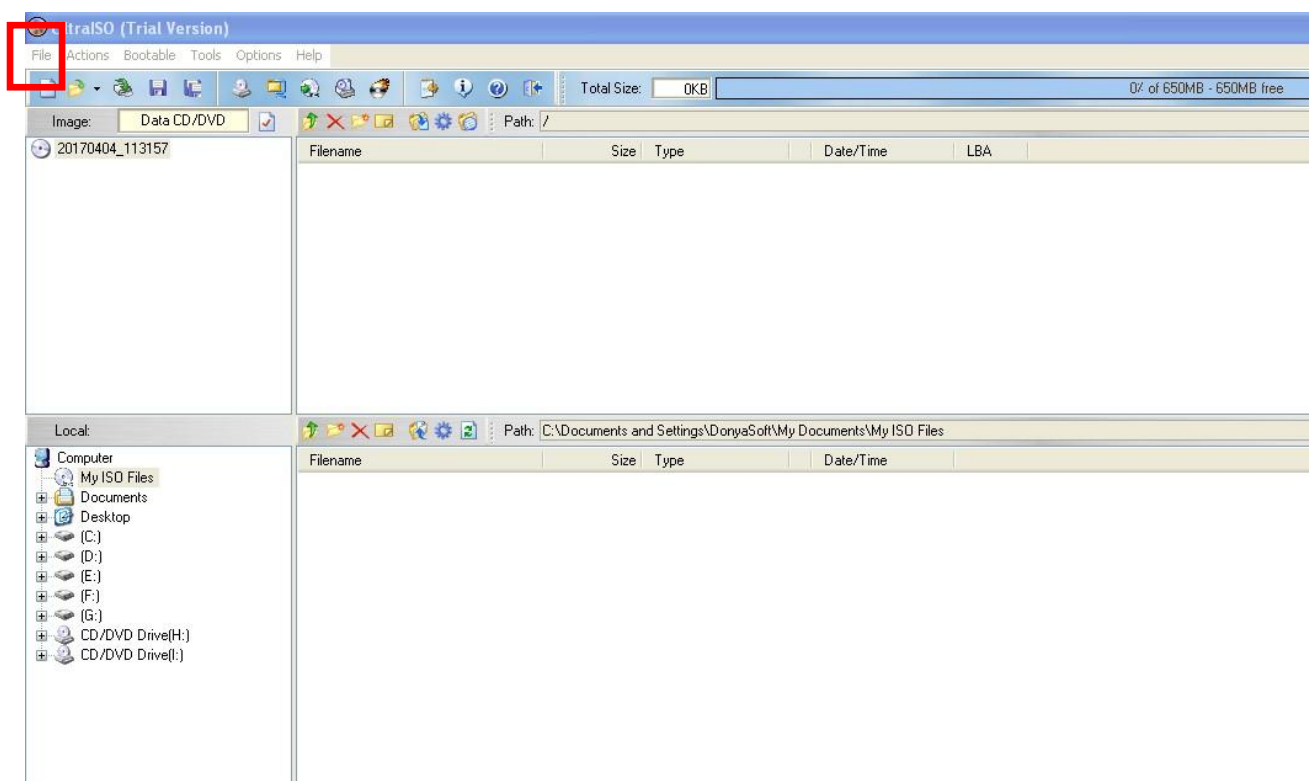 UltraISO (Trial Version)
File Actions Bootable Tools Options Help
Total Size: 0KB 0% of 650MB - 650MB free
Image: Data CD/DVD Path: /
20170404_113157
Filename Size Type Date/Time LBA
Local: Path: C:\Documents and Settings\DonyaSoft\My Documents\My ISO Files
Computer
Filename Size Type Date/Time
My ISO Files
Documents
Desktop
(C:)
(D:)
(E:)
(F:)
(G:)
CD/DVD Drive(H:)
CD/DVD Drive(I:)